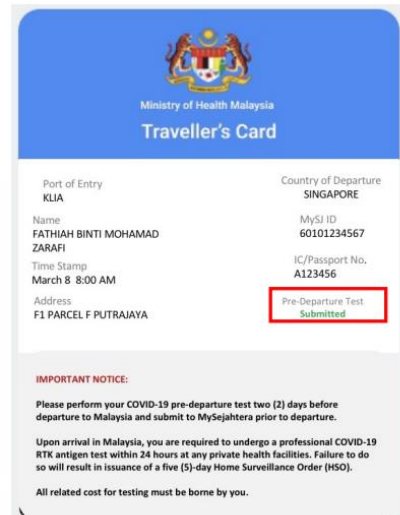 Ministry of Health Malaysia
Traveller's Card
Port of Entry
KLIA
Country of Departure
SINGAPORE
Name
FATHIAH BINTI MOHAMAD
ZARAFI
MySJ ID
60101234567
Time Stamp
March 8 8:00 AM
IC/Passport No.
A123456
Address
F1 PARCEL F PUTRAJAYA
Pre-Departure Test
Submitted
IMPORTANT NOTICE:
Please perform your COVID-19 pre-departure test two (2) days before
departure to Malaysia and submit to MySejahtera prior to departure.
Upon arrival in Malaysia, you are required to undergo a professional COVID-19
RTK antigen test within 24 hours at any private health facilities. Failure to do
so will result in issuance of a five (5)-day Home Surveillance Order (HSO).
All related cost for testing must be borne by you.